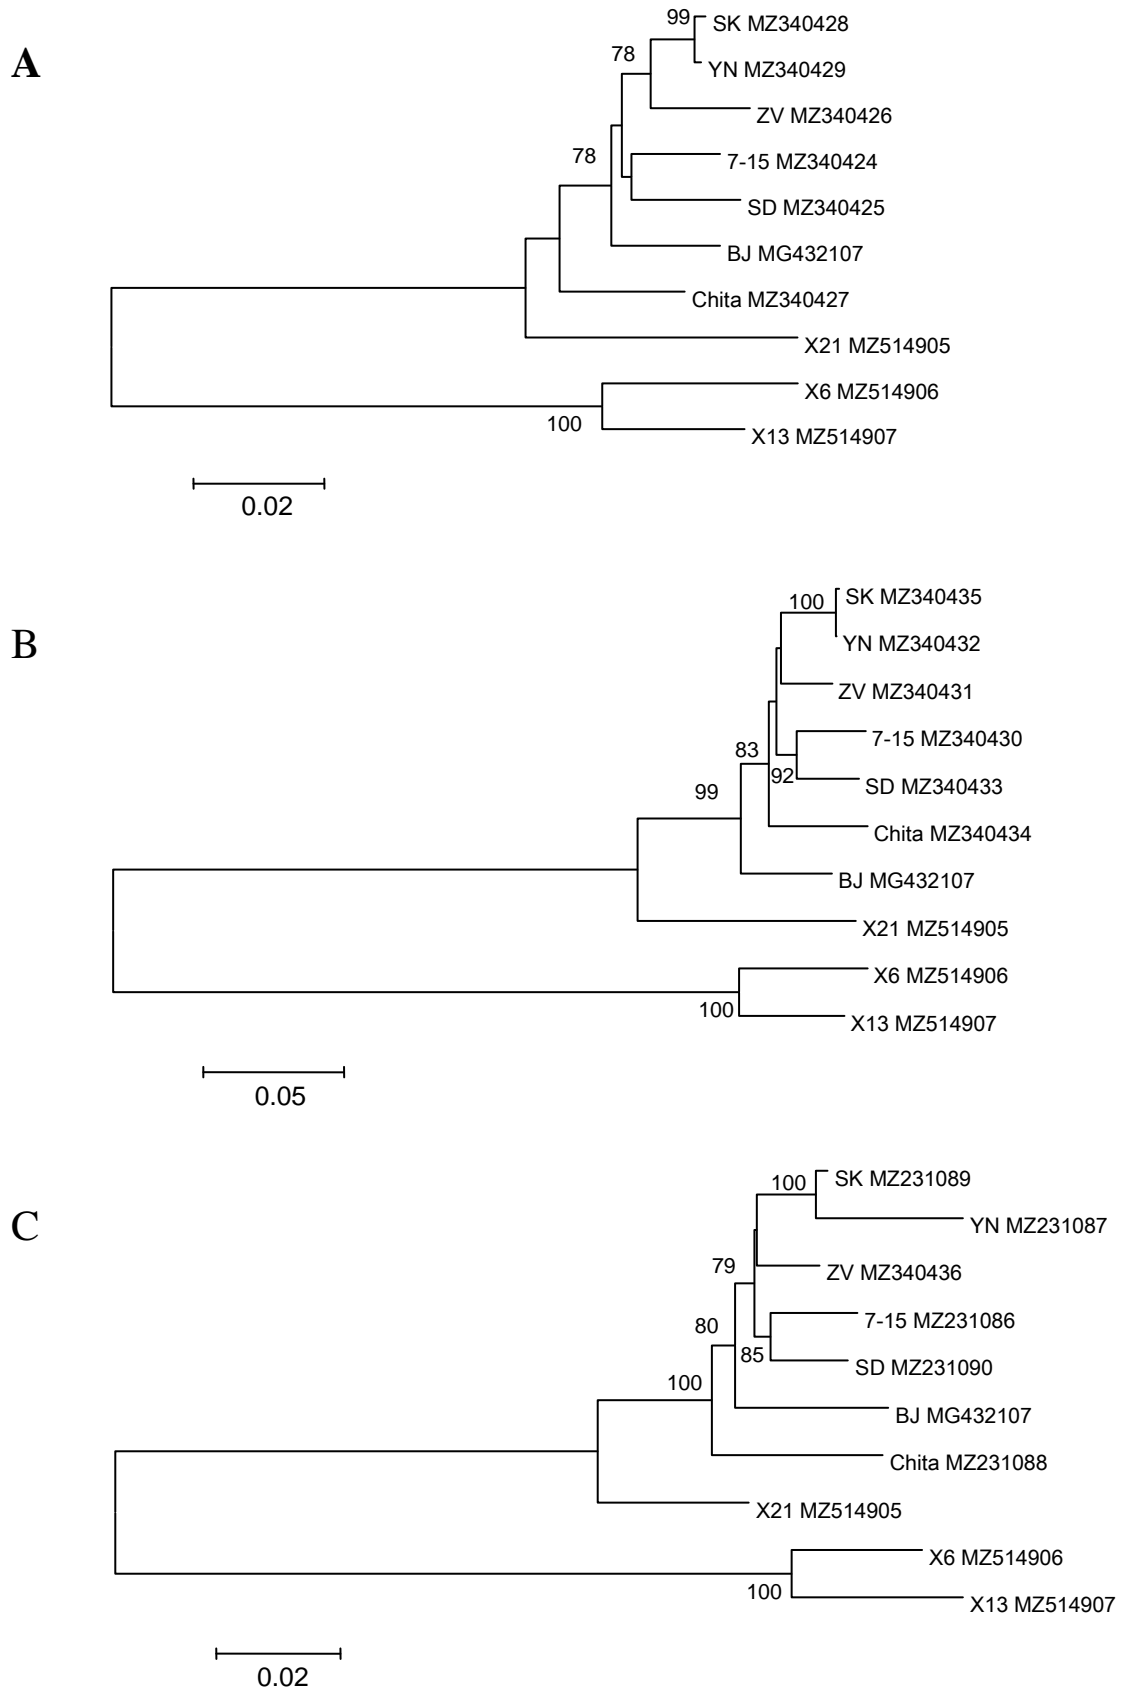 A
99
SK MZ340428
78
YN MZ340429
ZV MZ340426
78
7-15 MZ340424
SD MZ340425
BJ MG432107
Chita MZ340427
X21 MZ514905
X6 MZ514906
100
X13 MZ514907
0.02
B
100
SK MZ340435
YN MZ340432
ZV MZ340431
7-15 MZ340430
83
92
SD MZ340433
99
Chita MZ340434
BJ MG432107
X21 MZ514905
X6 MZ514906
100
X13 MZ514907
0.05
C
100
SK MZ231089
YN MZ231087
79
ZV MZ340436
7-15 MZ231086
80
85
SD MZ231090
100
BJ MG432107
Chita MZ231088
X21 MZ514905
X6 MZ514906
100
X13 MZ514907
0.02